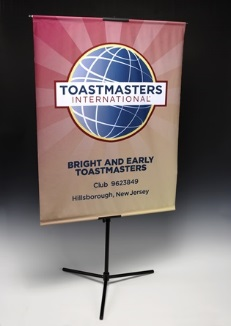 TOASTMASTERS
INTERNATIONAL
BRIGHT AND EARLY
TOASTMASTERS
Club 9623849
Hillsborough, New Jersey